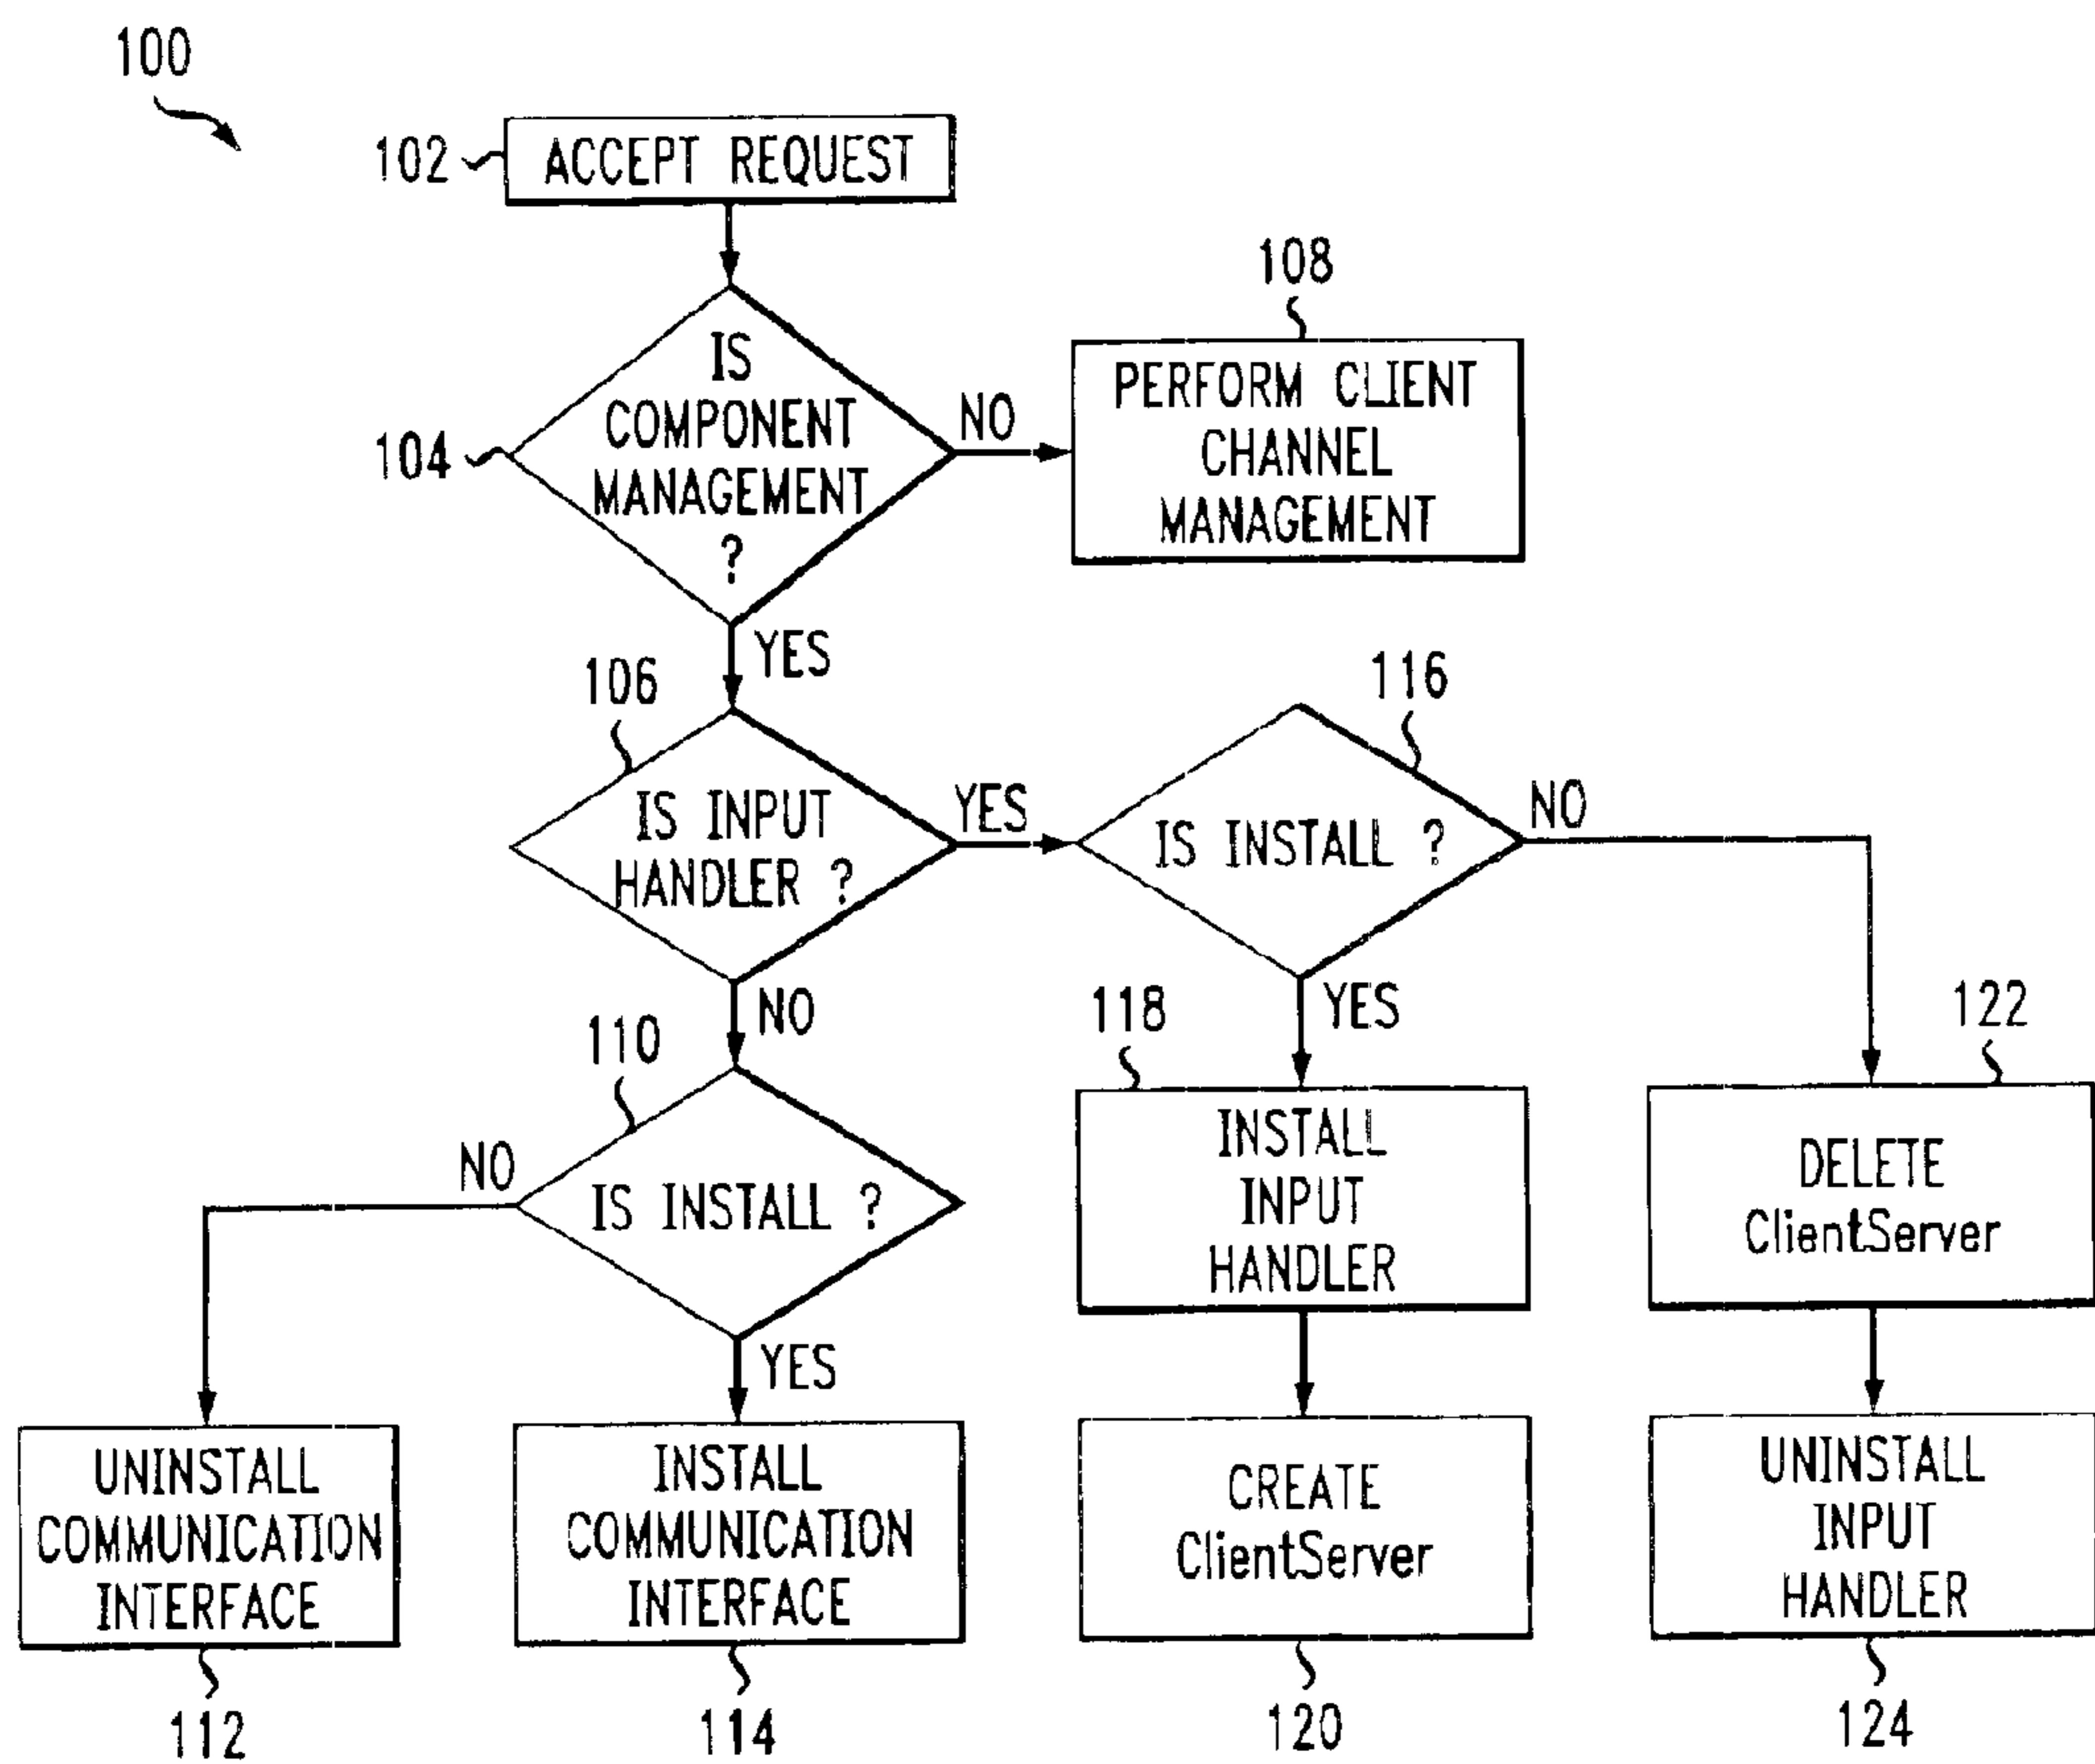 100
102
ACCEPT REQUEST
108
104
IS
COMPONENT
MANAGEMENT
?
NO
PERFORM CLIENT
CHANNEL
MANAGEMENT
YES
106
IS INPUT
HANDLER ?
YES
116
IS INSTALL ?
NO
NO
110
IS INSTALL ?
NO
YES
YES
118
INSTALL
INPUT
HANDLER
122
DELETE
ClientServer
UNINSTALL
COMMUNICATION
INTERFACE
112
INSTALL
COMMUNICATION
INTERFACE
114
CREATE
ClientServer
120
UNINSTALL
INPUT
HANDLER
124